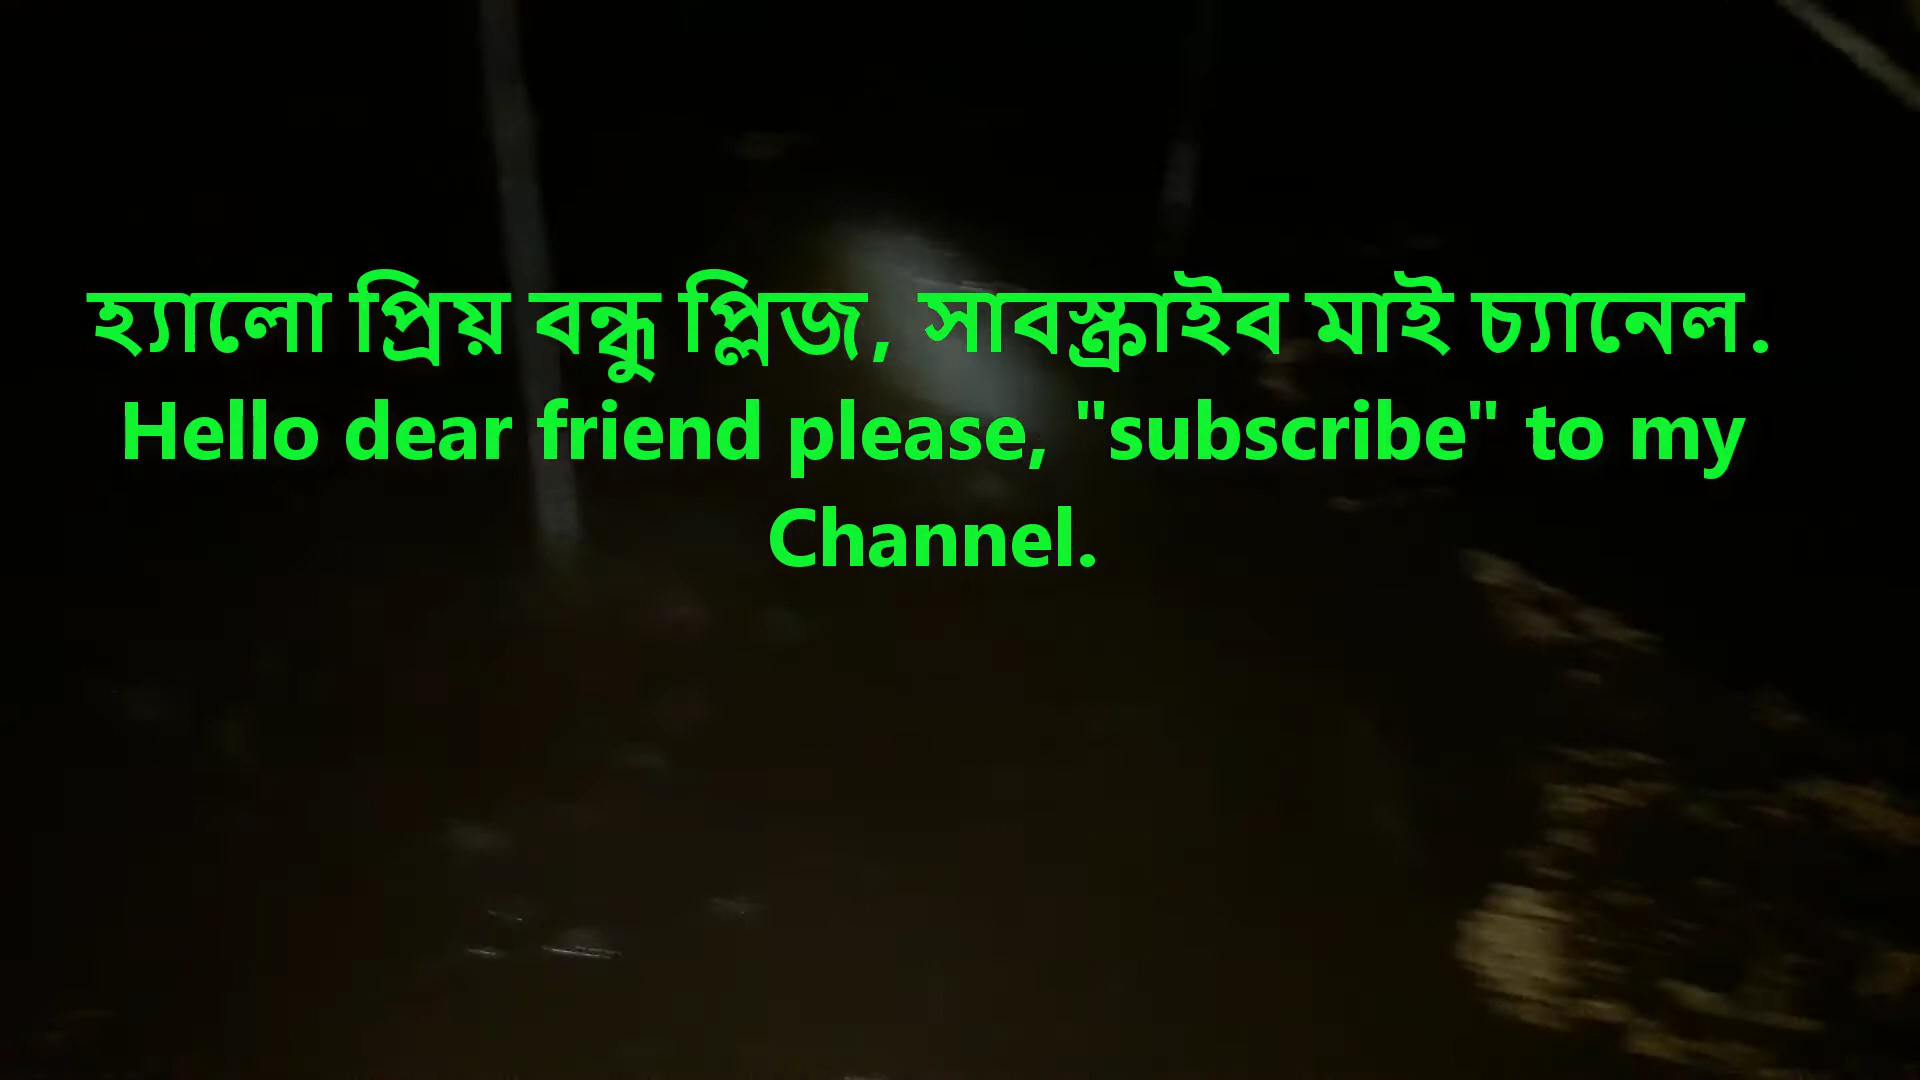 হ্যালো প্রিয় বন্ধু প্লিজ, সাবস্ক্রাইব মাই চ্যানেল.
Hello dear friend please, "subscribe" to my
Channel.